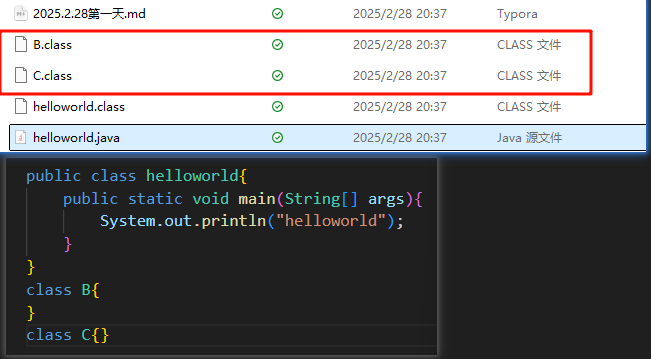 2025.2.28第一天.md 2025/2/28 20:37 Typora
B.class 2025/2/28 20:37 CLASS 文件
C.class 2025/2/28 20:37 CLASS 文件
helloworld.class 2025/2/28 20:37 CLASS 文件
helloworld.java 2025/2/28 20:37 Java 源文件
public class helloworld{
    public static void main(String[] args){
        System.out.println("helloworld");
    }
}
class B{
}
class C{}